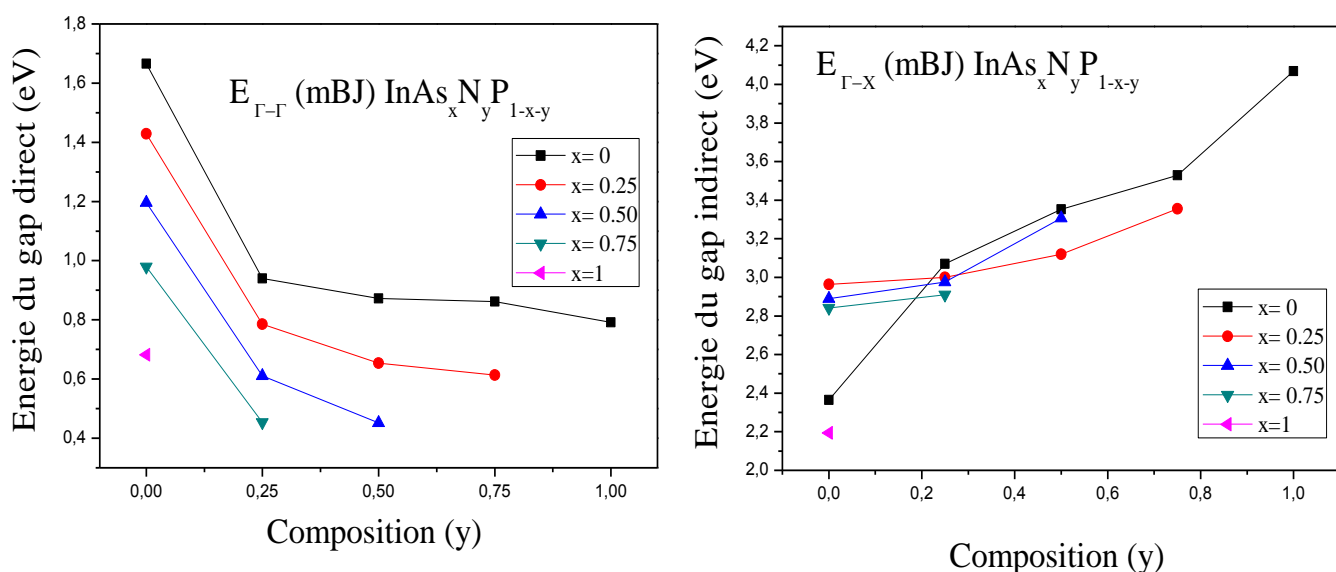 E Γ−Γ (mBJ) InAs x N y P 1-x-y
Energie du gap direct (eV)
1,8
1,6
1,4
1,2
1,0
0,8
0,6
0,4
x= 0
x= 0.25
x= 0.50
x= 0.75
x=1
0,00 0,25 0,50 0,75 1,00
Composition (y)
E Γ−X (mBJ) InAs x N y P 1-x-y
Energie du gap indirect (eV)
4,2
4,0
3,8
3,6
3,4
3,2
3,0
2,8
2,6
2,4
2,2
2,0
x= 0
x= 0.25
x= 0.50
x= 0.75
x=1
0,0 0,2 0,4 0,6 0,8 1,0
Composition (y)